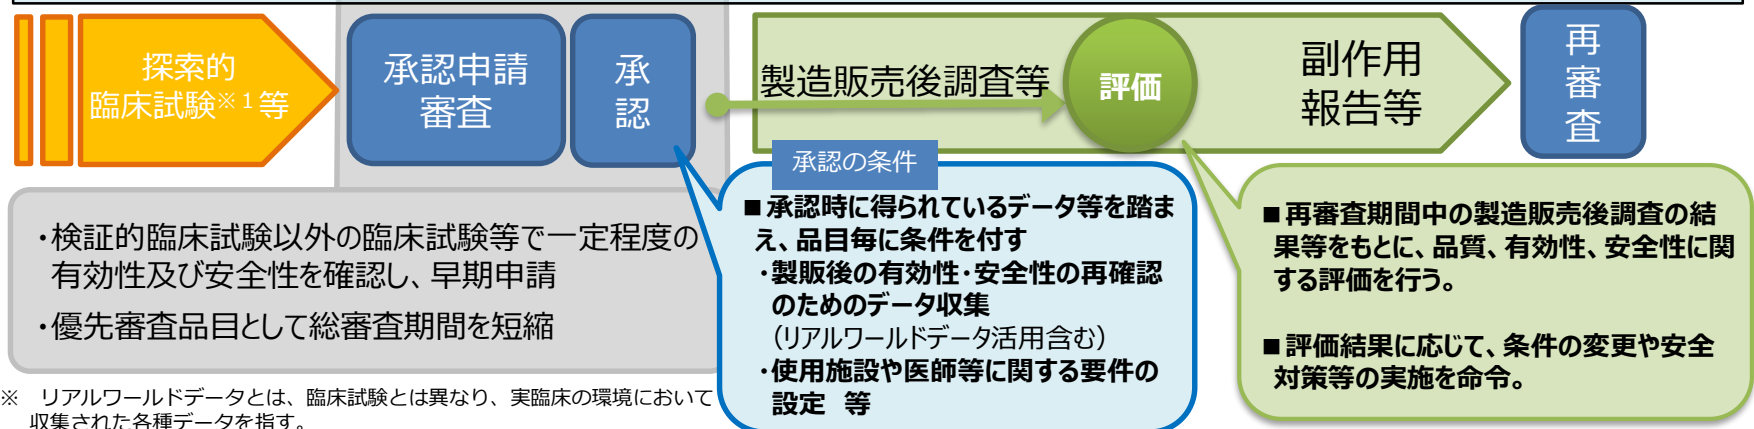 探索的
臨床試験※１等
承認申請
審査
承
認
製造販売後調査等
評価
副作用
報告等
再
審
査
・検証的臨床試験以外の臨床試験等で一定程度の
有効性及び安全性を確認し、早期申請
・優先審査品目として総審査期間を短縮
承認の条件
■承認時に得られているデータ等を踏ま
え、品目毎に条件を付す
・製販後の有効性・安全性の再確認
のためのデータ収集
（リアルワールドデータ活用含む）
・使用施設や医師等に関する要件の
設定　等
■再審査期間中の製造販売後調査の結
果等をもとに、品質、有効性、安全性に関
する評価を行う。
■評価結果に応じて、条件の変更や安全
対策等の実施を命令。
※　リアルワールドデータとは、臨床試験とは異なり、実臨床の環境において
収集された各種データを指す。